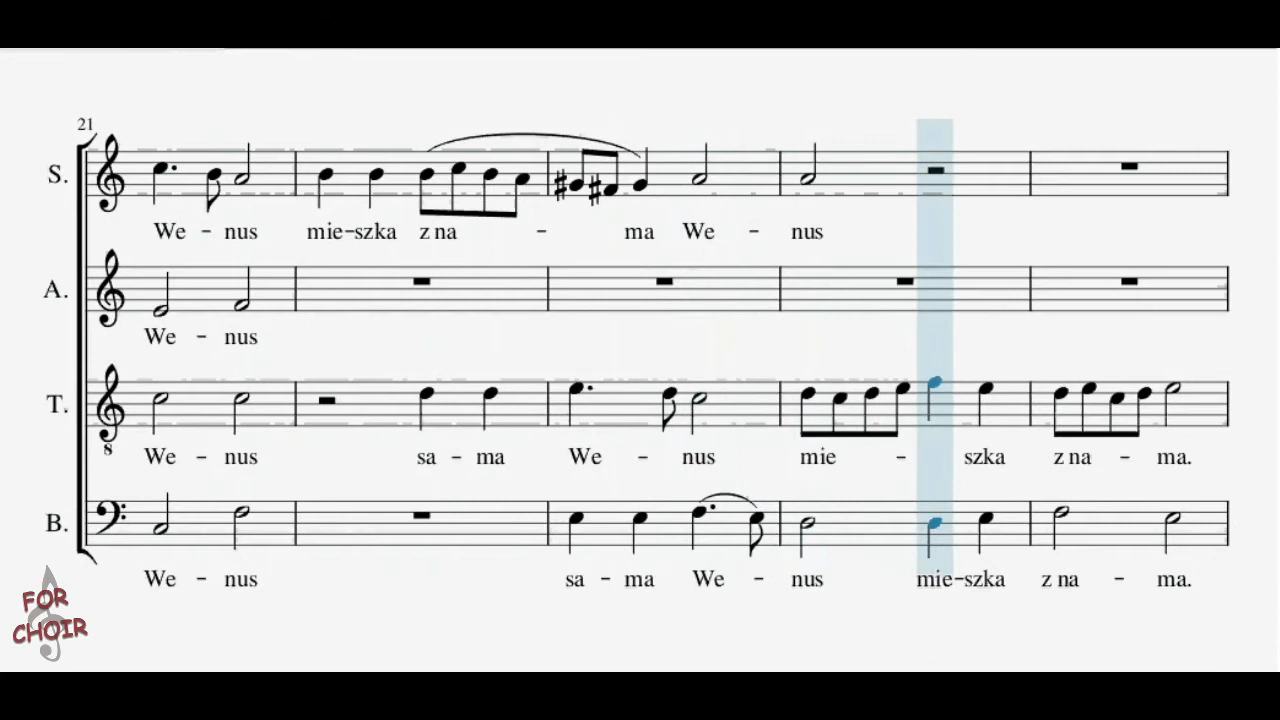 21
S.
We - nus mie-szka z na - ma We - nus
A.
We - nus
T.
8
We - nus sa - ma We - nus mie - szka z na - ma.
B.
We - nus sa - ma We - nus mie-szka z na - ma.
FOR
CHOIR